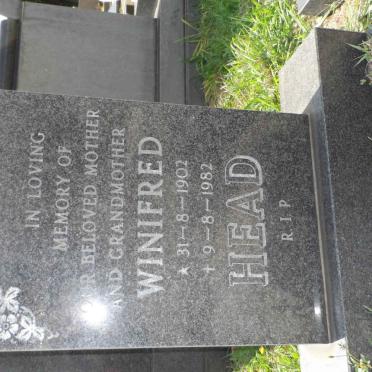 IN LOVING
MEMORY OF
BELOVED MOTHER
AND GRANDMOTHER
WINIFRED
★ 31-8-1902
+ 9-8-1982
HEAD
R I P